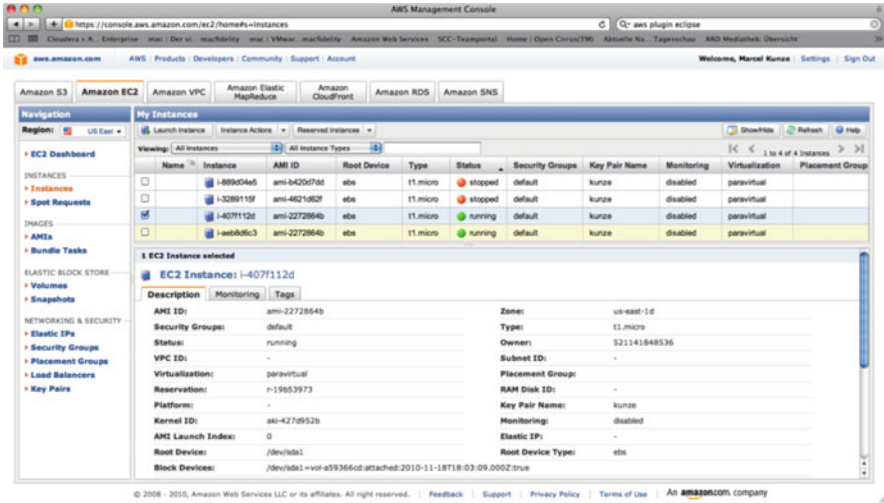 AWS Management Console
https://console.aws.amazon.com/ec2/home#s=Instances
aws plugin eclipse
Cloudera + A... Enterprise mac | Der vi... macfidelity mac | VMwar...macfidelity Amazon Web Services SCC-Teamportal Home | Open Cirrus(TM) Aktuelle Na... Tagesschau ARD Mediathek: Übersicht
aws.amazon.com AWS | Products | Developers | Community | Support | Account Welcome, Marcel Kunze | Settings | Sign Out
Amazon S3 Amazon EC2 Amazon VPC Amazon Elastic MapReduce Amazon CloudFront Amazon RDS Amazon SNS
Navigation
Region: US East
EC2 Dashboard
INSTANCES
Instances
Spot Requests
IMAGES
AMIs
Bundle Tasks
ELASTIC BLOCK STORE
Volumes
Snapshots
NETWORKING & SECURITY
Elastic IPs
Security Groups
Placement Groups
Load Balancers
Key Pairs
My Instances
Launch Instance Instance Actions Reserved Instances Show/Hide Refresh Help
Viewing: All Instances All Instance Types 1 to 4 of 4 Instances
Name Instance AMI ID Root Device Type Status Security Groups Key Pair Name Monitoring Virtualization Placement Group
i-889d04e5 ami-b420d7dd ebs t1.micro stopped default kunze disabled paravirtual
i-3289115f ami-4621d62f ebs t1.micro stopped default kunze disabled paravirtual
i-407f112d ami-2272864b ebs t1.micro running default kunze disabled paravirtual
i-aeb8d6c3 ami-2272864b ebs t1.micro running default kunze disabled paravirtual
1 EC2 Instance selected
EC2 Instance: i-407f112d
Description Monitoring Tags
AMI ID: ami-2272864b Zone: us-east-1d
Security Groups: default Type: t1.micro
Status: running Owner: 521141848536
VPC ID: - Subnet ID: -
Virtualization: paravirtual Placement Group:
Reservation: r-19b53973 RAM Disk ID: -
Platform: - Key Pair Name: kunze
Kernel ID: aki-427d952b Monitoring: disabled
AMI Launch Index: 0 Elastic IP: -
Root Device: /dev/sda1 Root Device Type: ebs
Block Devices: /dev/sda1=vol-a59366cd:attached:2010-11-18T18:03:09.000Z:true
© 2008 - 2010, Amazon Web Services LLC or its affiliates. All right reserved. | Feedback | Support | Privacy Policy | Terms of Use | An amazon.com. company